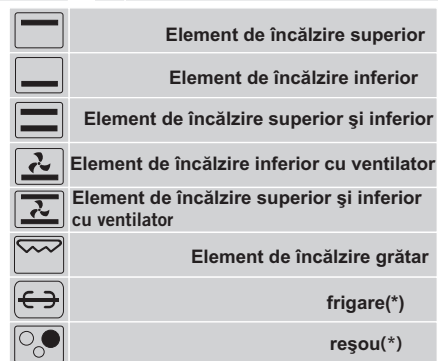 Element de încălzire superior
Element de încălzire inferior
Element de încălzire superior şi inferior
Element de încălzire inferior cu ventilator
Element de încălzire superior şi inferior
cu ventilator
Element de încălzire grătar
frigare(*)
reşou(*)